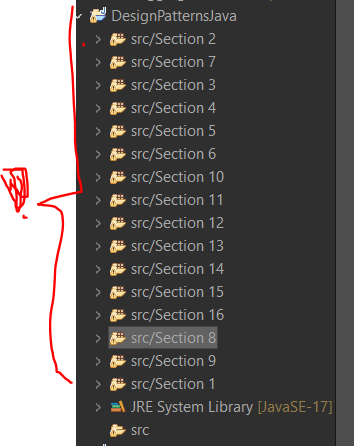 DesignPatternsJava
src/Section 2
src/Section 7
src/Section 3
src/Section 4
src/Section 5
src/Section 6
src/Section 10
src/Section 11
src/Section 12
src/Section 13
src/Section 14
src/Section 15
src/Section 16
src/Section 8
src/Section 9
src/Section 1
JRE System Library [JavaSE-17]
src